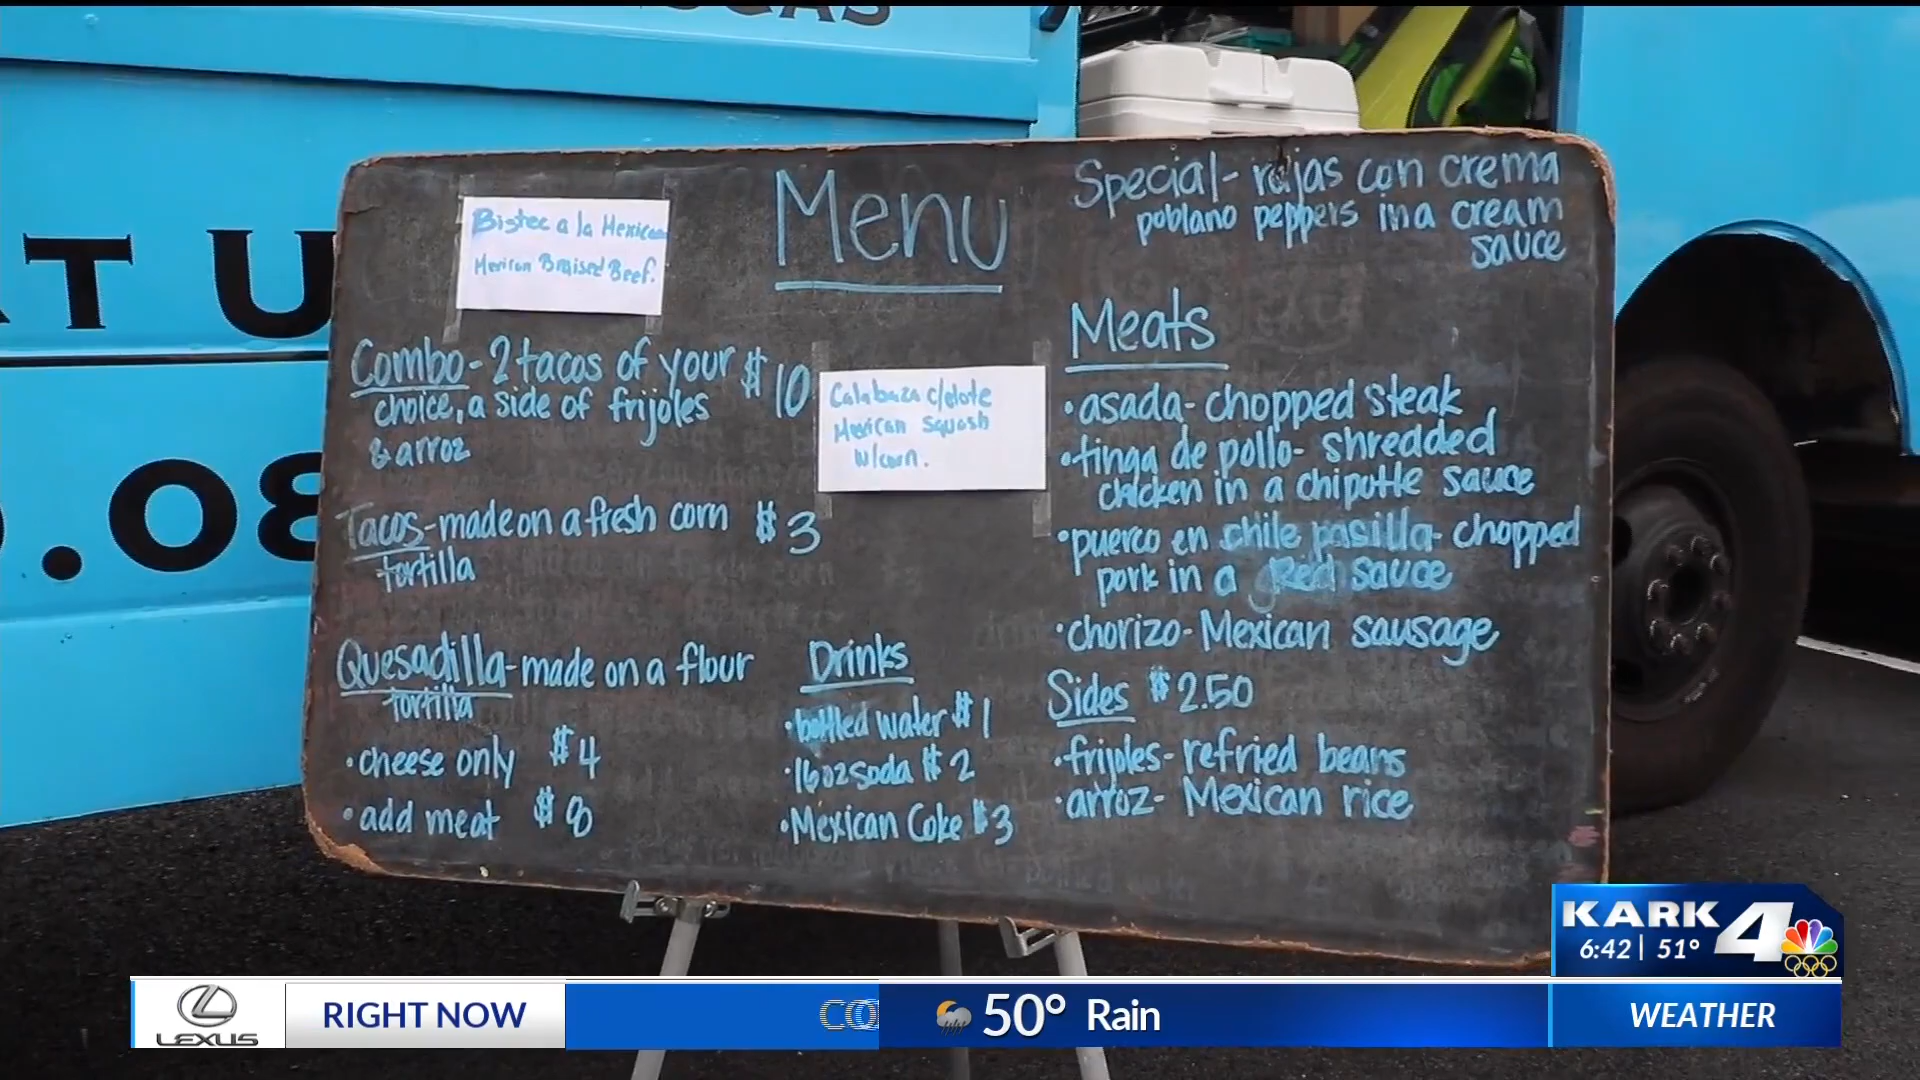 AT U
.08
Menu
Bistec a la Mexicana
Mexican Braised Beef.
Combo - 2 tacos of your $10
choice, a side of frijoles
& arroz
Calabaza c/elote
Mexican Squash
w/corn.
Tacos - made on a fresh corn $3
tortilla
Quesadilla - made on a flour
tortilla
• cheese only $4
• add meat $8
Drinks
• bottled water $1
• 16oz soda $2
• Mexican Coke $3
Special - rajas con crema
poblano peppers in a cream
sauce
Meats
• asada - chopped steak
• tinga de pollo - shredded
chicken in a chipotle sauce
• puerco en chile pasilla - chopped
pork in a Red sauce
• chorizo - Mexican sausage
Sides $2.50
• frijoles - refried beans
• arroz - Mexican rice
KARK 4
6:42 | 51°
LEXUS RIGHT NOW 50° Rain WEATHER